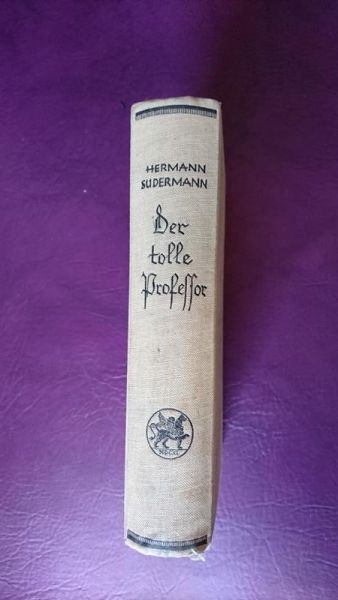 HERMANN
SUDERMANN
Der
tolle
Professor